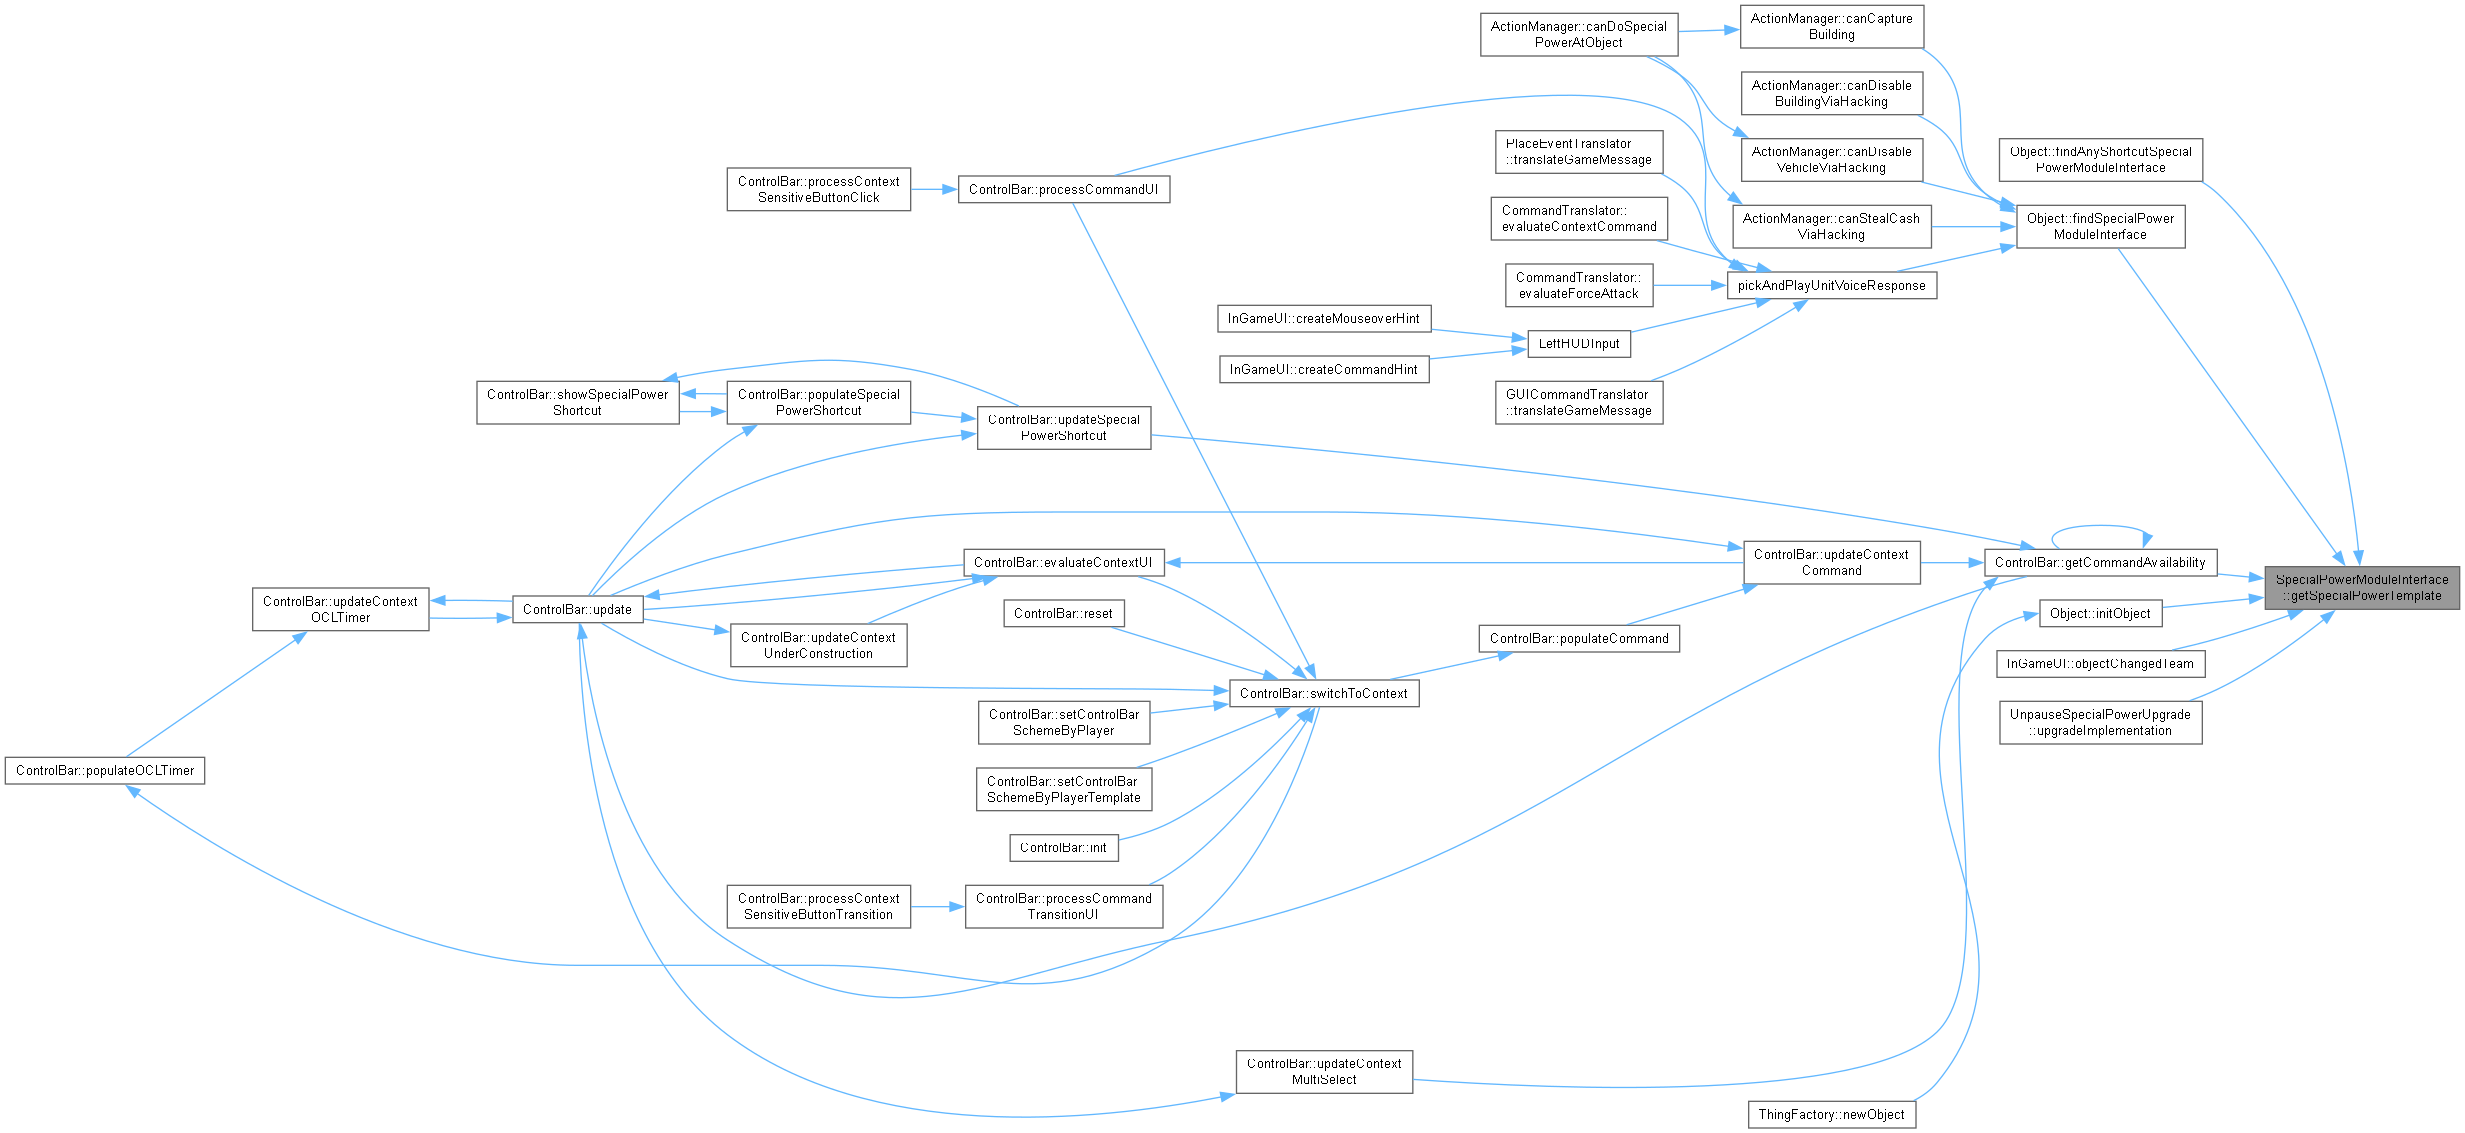 ActionManager::canDoSpecial
PowerAtObject
ActionManager::canCapture
Building
ActionManager::canDisable
BuildingViaHacking
ActionManager::canDisable
VehicleViaHacking
ActionManager::canStealCash
ViaHacking
Object::findAnyShortcutSpecial
PowerModuleInterface
Object::findSpecialPower
ModuleInterface
PlaceEventTranslator
::translateGameMessage
CommandTranslator::
evaluateContextCommand
CommandTranslator::
evaluateForceAttack
pickAndPlayUnitVoiceResponse
InGameUI::createMouseoverHint
LeftHUDInput
InGameUI::createCommandHint
GUICommandTranslator
::translateGameMessage
ControlBar::processContext
SensitiveButtonClick
ControlBar::processCommandUI
ControlBar::showSpecialPower
Shortcut
ControlBar::populateSpecial
PowerShortcut
ControlBar::updateSpecial
PowerShortcut
ControlBar::evaluateContextUI
ControlBar::updateContext
Command
ControlBar::getCommandAvailability
SpecialPowerModuleInterface
::getSpecialPowerTemplate
ControlBar::updateContext
OCLTimer
ControlBar::update
ControlBar::reset
Object::initObject
ControlBar::updateContext
UnderConstruction
ControlBar::populateCommand
InGameUI::objectChangedTeam
ControlBar::switchToContext
ControlBar::setControlBar
SchemeByPlayer
UnpauseSpecialPowerUpgrade
::upgradeImplementation
ControlBar::populateOCLTimer
ControlBar::setControlBar
SchemeByPlayerTemplate
ControlBar::init
ControlBar::processContext
SensitiveButtonTransition
ControlBar::processCommand
TransitionUI
ControlBar::updateContext
MultiSelect
ThingFactory::newObject